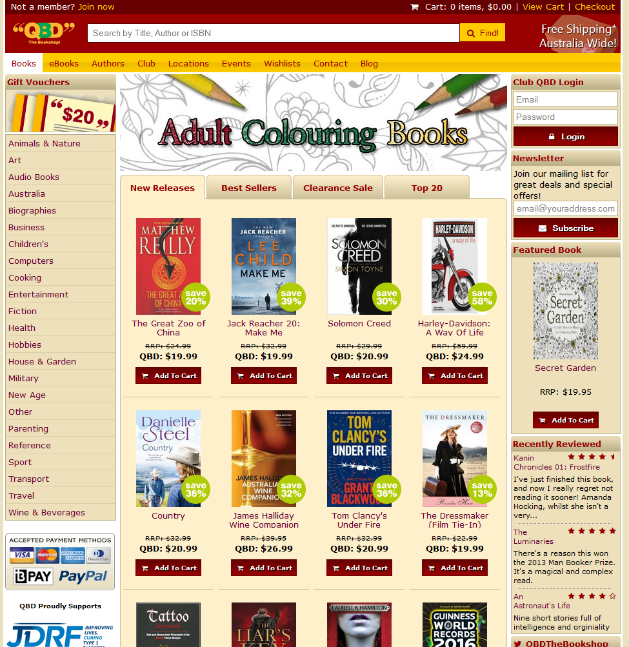 Not a member? Join now
Cart: 0 items, $0.00 | View Cart | Checkout
“QBD”
The Bookshop!
Search by Title, Author or ISBN
Find!
Free Shipping*
Australia Wide!
Books eBooks Authors Club Locations Events Wishlists Contact Blog
Gift Vouchers
“$20”
Animals & Nature
Art
Audio Books
Australia
Biographies
Business
Children's
Computers
Cooking
Entertainment
Fiction
Health
Hobbies
House & Garden
Military
New Age
Other
Parenting
Reference
Sport
Transport
Travel
Wine & Beverages
ACCEPTED PAYMENT METHODS
VISA
B PAY PayPal
QBD Proudly Supports
JDRF IMPROVING
LIVES.
CURING
TYPE 1
Adult Colouring Books
New Releases Best Sellers Clearance Sale Top 20
MATTHEW
REILLY
THE GREAT ZOO
OF CHINA
save
20%
The Great Zoo of
China
RRP: $24.99
QBD: $19.99
Add To Cart
JACK REACHER
LEE
CHILD
MAKE ME
save
39%
Jack Reacher 20:
Make Me
RRP: $32.99
QBD: $19.99
Add To Cart
SOLOMON
CREED
SIMON TOYNE
save
30%
Solomon Creed
RRP: $29.99
QBD: $20.99
Add To Cart
HARLEY-DAVIDSON
a way of life
save
58%
Harley-Davidson:
A Way Of Life
RRP: $59.99
QBD: $24.99
Add To Cart
Danielle
Steel
Country
save
36%
Country
RRP: $32.99
QBD: $20.99
Add To Cart
JAMES HALLIDAY
AUSTRALIAN
WINE
COMPANION
save
32%
James Halliday
Wine Companion
RRP: $39.95
QBD: $26.99
Add To Cart
TOM
CLANCY'S
UNDER FIRE
GRANT
BLACKWOOD
save
36%
Tom Clancy's
Under Fire
RRP: $32.99
QBD: $20.99
Add To Cart
THE DRESSMAKER
Rosalie Ham
save
13%
The Dressmaker
(Film Tie-In)
RRP: $22.99
QBD: $19.99
Add To Cart
Tattoo
THE
LIAR'S
KEY
LAURELL K HAMILTON
GUINNESS
WORLD
RECORDS
2016
Club QBD Login
Email
Password
Login
Newsletter
Join our mailing list for
great deals and special
offers!
email@youraddress.com
Subscribe
Featured Book
Secret
Garden
Secret Garden
RRP: $19.95
Add To Cart
Recently Reviewed
Kanin
Chronicles 01: Frostfire
I've just finished this book,
and now I really regret not
reading it sooner! Amanda
Hocking, whilst she isn't a
very...
The
Luminaries
There's a reason this won
the 2013 Man Booker Prize.
It's a magical and complex
read.
An
Astronaut's Life
Nine short stories full of
intelligence and orginiality
QBDTheBookshop